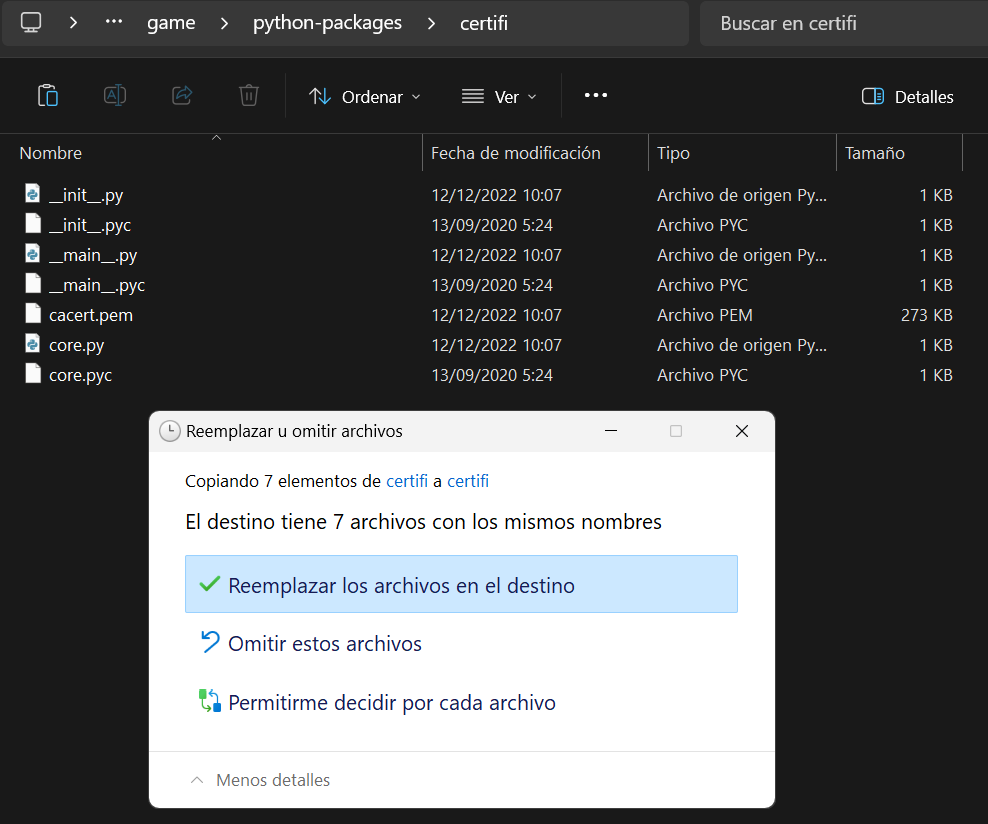 ··· game > python-packages > certifi Buscar en certifi
Ordenar Ver ··· Detalles
Nombre Fecha de modificación Tipo Tamaño
__init__.py 12/12/2022 10:07 Archivo de origen Py... 1 KB
__init__.pyc 13/09/2020 5:24 Archivo PYC 1 KB
__main__.py 12/12/2022 10:07 Archivo de origen Py... 1 KB
__main__.pyc 13/09/2020 5:24 Archivo PYC 1 KB
cacert.pem 12/12/2022 10:07 Archivo PEM 273 KB
core.py 12/12/2022 10:07 Archivo de origen Py... 1 KB
core.pyc 13/09/2020 5:24 Archivo PYC 1 KB
Reemplazar u omitir archivos
Copiando 7 elementos de certifi a certifi
El destino tiene 7 archivos con los mismos nombres
Reemplazar los archivos en el destino
Omitir estos archivos
Permitirme decidir por cada archivo
Menos detalles